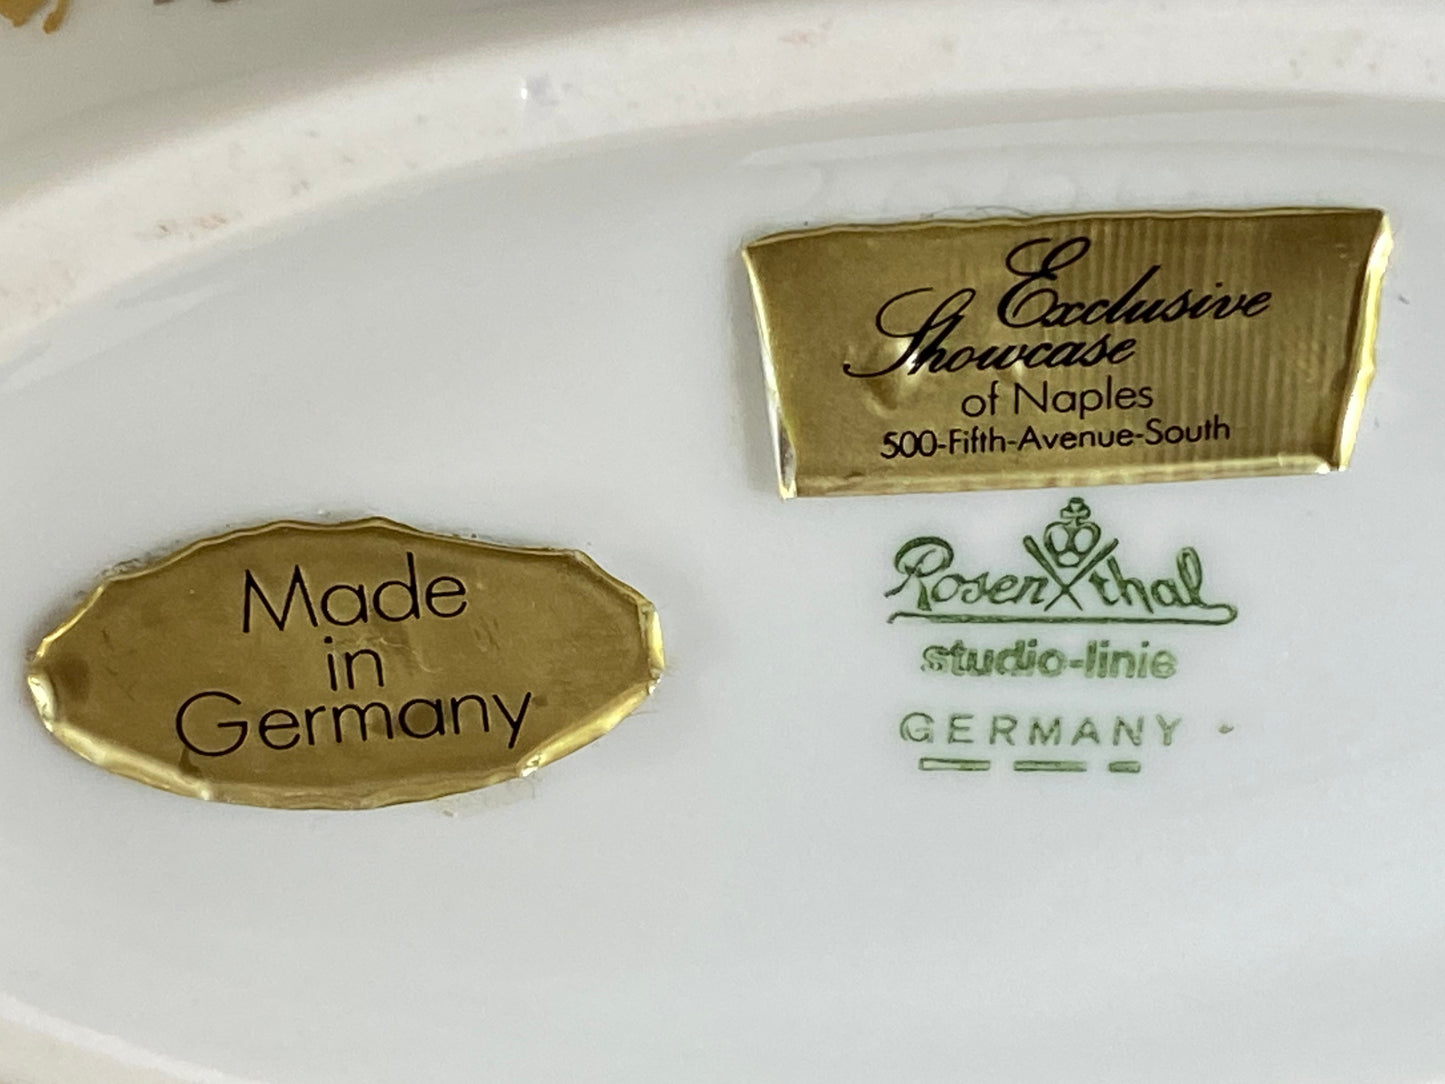 Exclusive
Showcase
of Naples
500-Fifth-Avenue-South
Rosenthal
studio-linie
GERMANY
Made
in
Germany